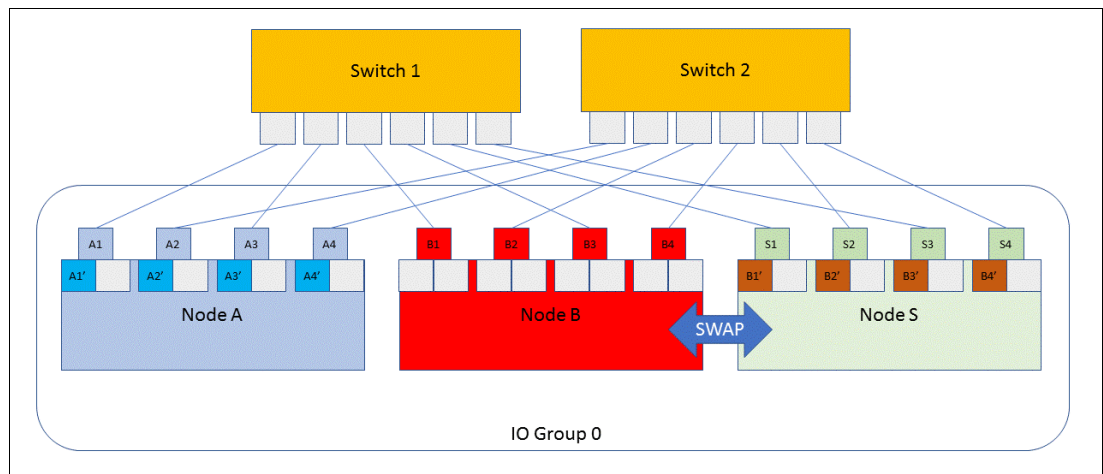 Switch 1
Switch 2
A1
A2
A3
A4
B1
B2
B3
B4
S1
S2
S3
S4
A1’
A2’
A3’
A4’
B1’
B2’
B3’
B4’
Node A
Node B
Node S
SWAP
IO Group 0